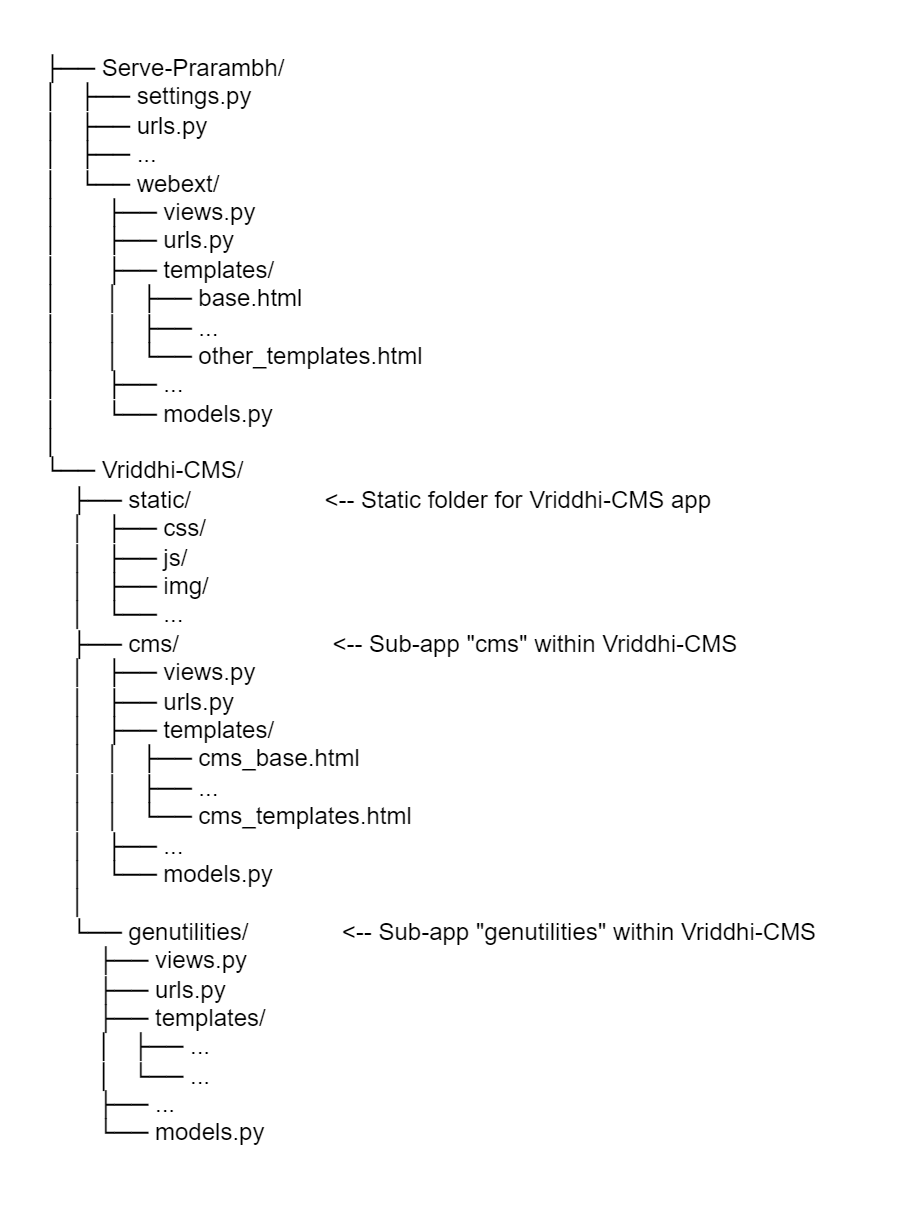 Serve-Prarambh/
settings.py
urls.py
...
webext/
views.py
urls.py
templates/
base.html
...
other_templates.html
...
models.py
Vriddhi-CMS/
static/ <-- Static folder for Vriddhi-CMS app
css/
js/
img/
...
cms/ <-- Sub-app "cms" within Vriddhi-CMS
views.py
urls.py
templates/
cms_base.html
...
cms_templates.html
...
models.py
genutilities/ <-- Sub-app "genutilities" within Vriddhi-CMS
views.py
urls.py
templates/
...
...
...
models.py